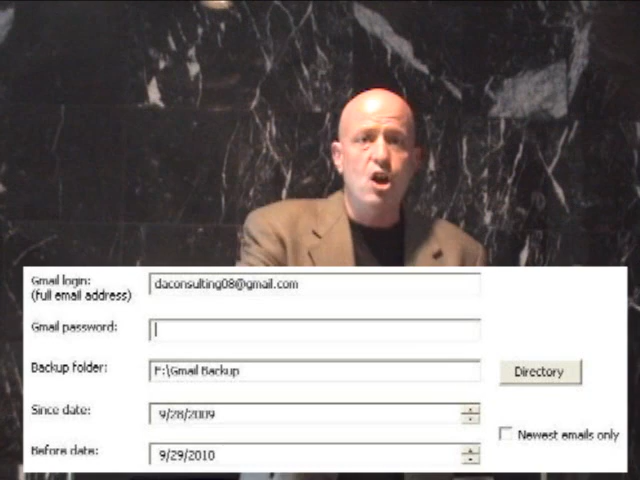 Gmail login:
(full email address)
daconsulting08@gmail.com
Gmail password:
Backup folder:
F:\Gmail Backup
Directory
Since date:
9/28/2009
Newest emails only
Before date:
9/29/2010